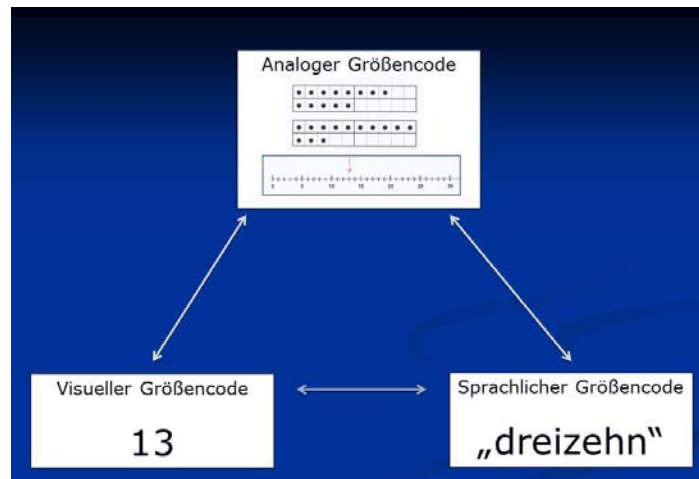 Analoger Größencode
0 5 10 15 20 25 30
Visueller Größencode
13
Sprachlicher Größencode
„dreizehn“